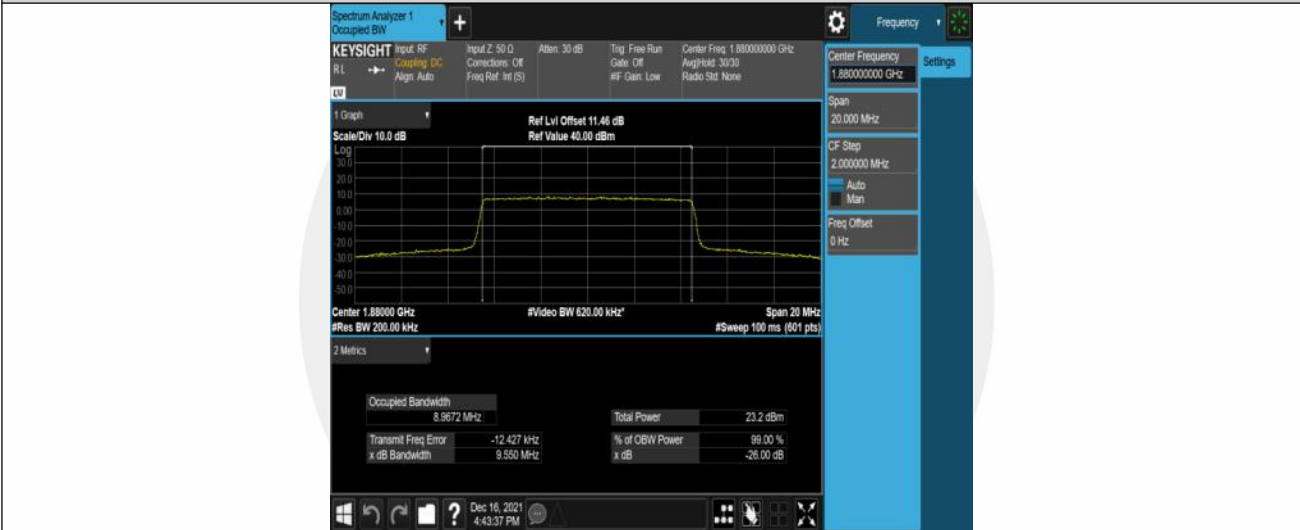 Spectrum Analyzer 1
Occupied BW
+
Frequency
KEYSIGHT
RL
Input: RF
Coupling: DC
Align: Auto
Input Z: 50 Ω
Corrections: Off
Freq Ref: Int (S)
Atten: 30 dB
Trig: Free Run
Gate: Off
#IF Gain: Low
Center Freq: 1.880000000 GHz
Avg|Hold: 30/30
Radio Std: None
Center Frequency
1.880000000 GHz
Settings
Span
20.000 MHz
CF Step
2.000000 MHz
Auto
Man
Freq Offset
0 Hz
1 Graph
Scale/Div 10.0 dB
Ref Lvl Offset 11.46 dB
Ref Value 40.00 dBm
Log
30.0
20.0
10.0
0.00
-10.0
-20.0
-30.0
-40.0
-50.0
Center 1.88000 GHz
#Res BW 200.00 kHz
#Video BW 620.00 kHz*
Span 20 MHz
#Sweep 100 ms (601 pts)
2 Metrics
Occupied Bandwidth
8.9672 MHz
Total Power 23.2 dBm
Transmit Freq Error -12.427 kHz
% of OBW Power 99.00 %
x dB Bandwidth 9.550 MHz
x dB -26.00 dB
?
Dec 16, 2021
4:43:37 PM